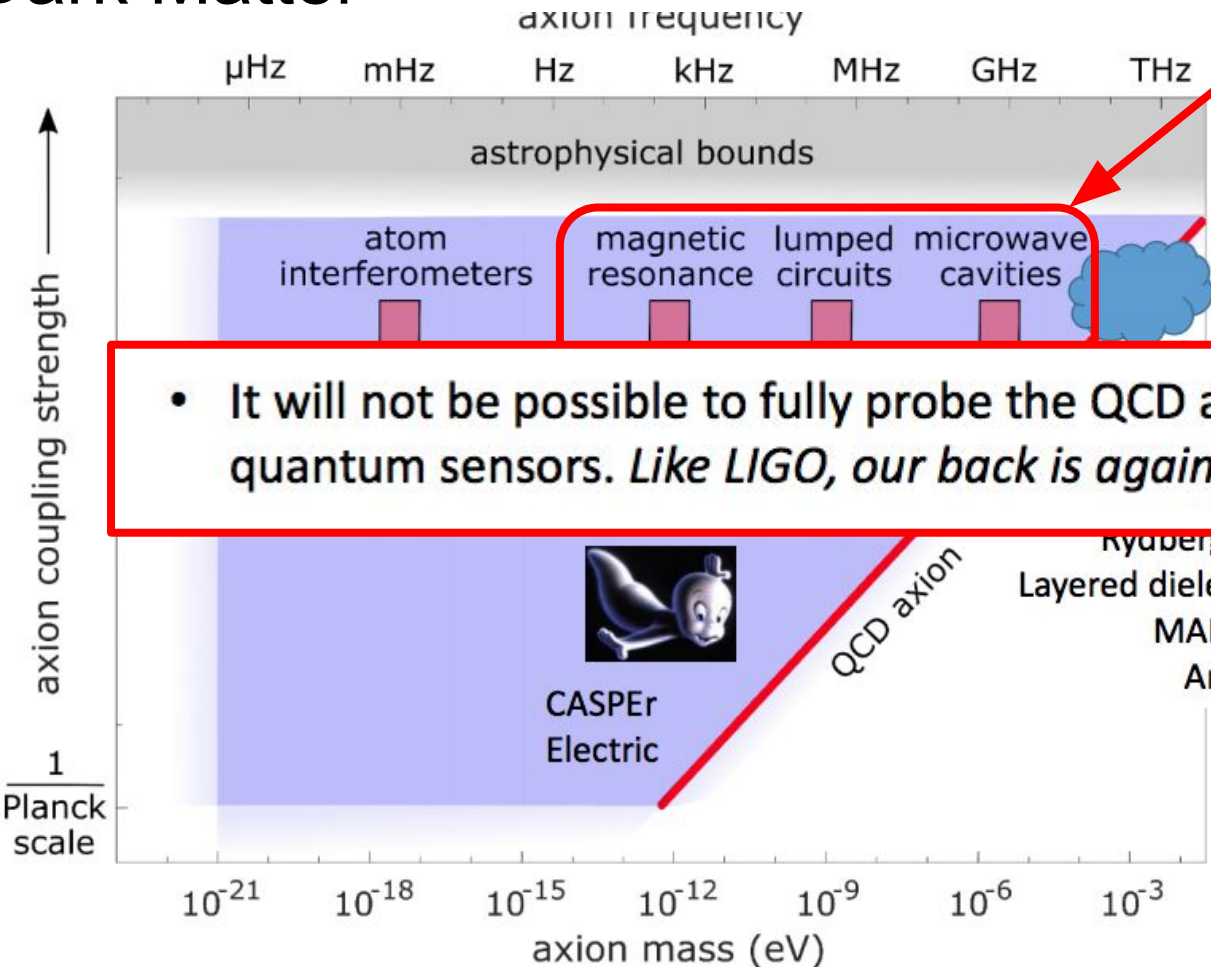 Dark Matter
axion frequency
µHz mHz Hz kHz MHz GHz THz
astrophysical bounds
atom
interferometers
magnetic
resonance
lumped
circuits
microwave
cavities
• It will not be possible to fully probe the QCD
quantum sensors. Like LIGO, our back is
Layered
QCD axion
CASPEr
Electric
axion coupling strength
1
Planck
scale
10⁻²¹ 10⁻¹⁸ 10⁻¹⁵ 10⁻¹² 10⁻⁹ 10⁻⁶ 10⁻³
axion mass (eV)